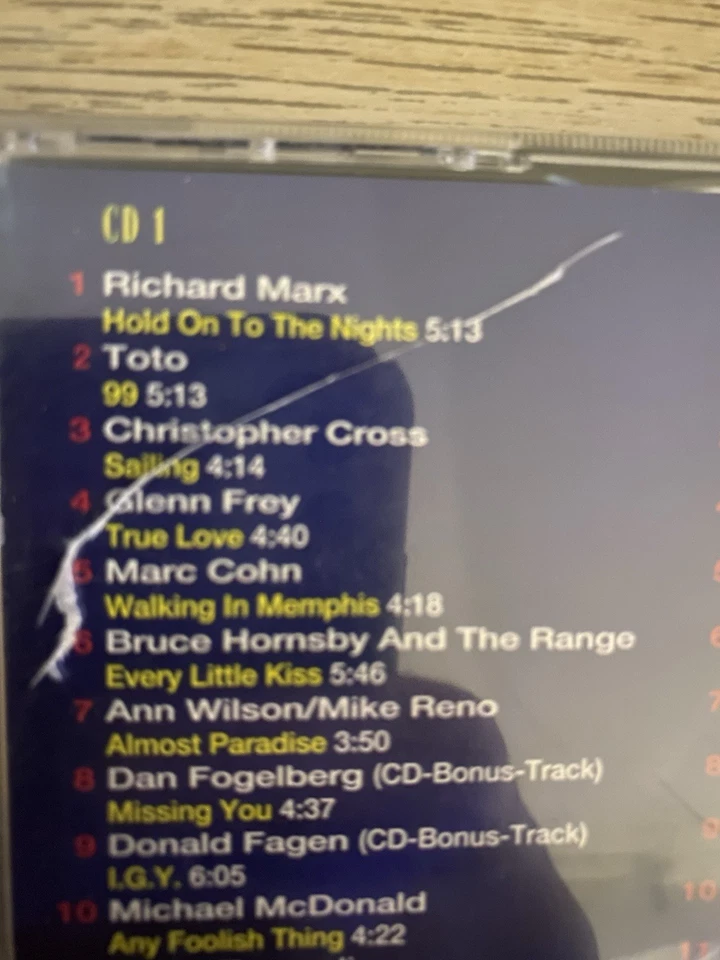 CD 1
1 Richard Marx
Hold On To The Nights 5:13
2 Toto
99 5:13
3 Christopher Cross
Sailing 4:14
4 Glenn Frey
True Love 4:40
5 Marc Cohn
Walking In Memphis 4:18
6 Bruce Hornsby And The Range
Every Little Kiss 5:46
7 Ann Wilson/Mike Reno
Almost Paradise 3:50
8 Dan Fogelberg (CD-Bonus-Track)
Missing You 4:37
9 Donald Fagen (CD-Bonus-Track)
I.G.Y. 6:05
10 Michael McDonald
Any Foolish Thing 4:22
7
8
9
10